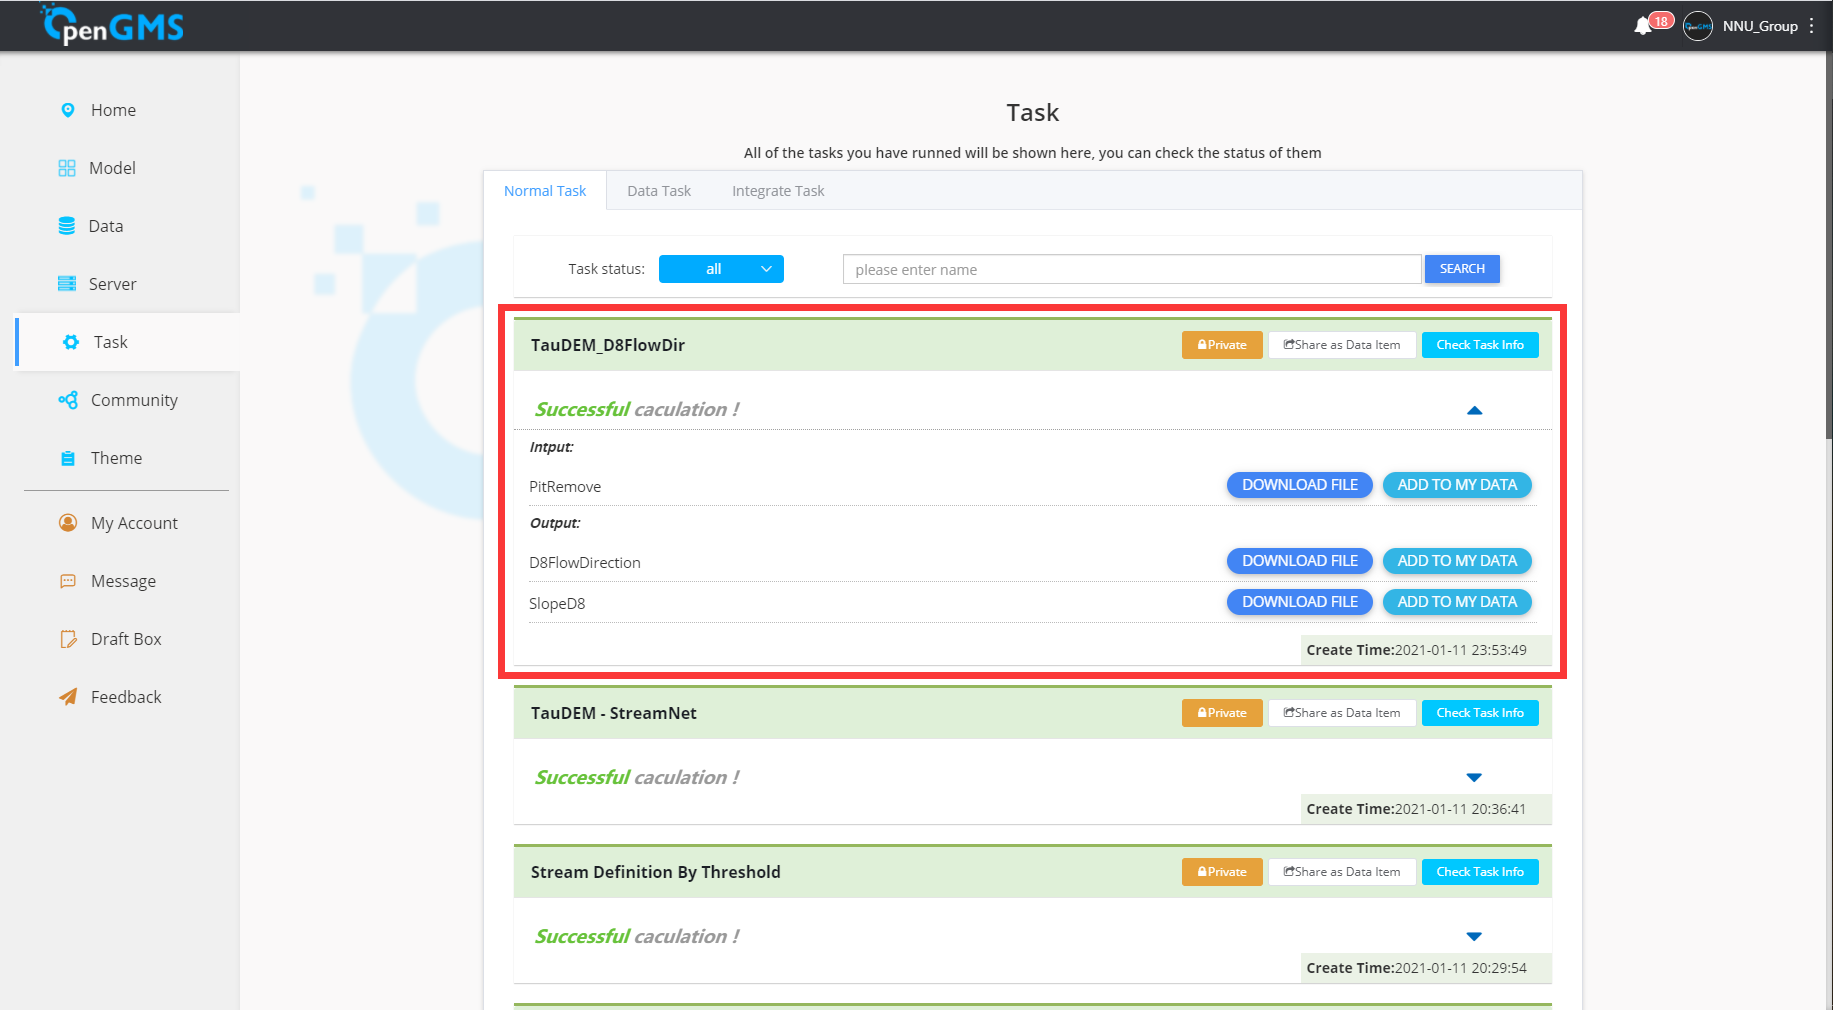 OpenGMS
18
NNU_Group
Home
Model
Data
Server
Task
Community
Theme
My Account
Message
Draft Box
Feedback
Task
All of the tasks you have runned will be shown here, you can check the status of them
Normal Task Data Task Integrate Task
Task status: all please enter name SEARCH
TauDEM_D8FlowDir Private Share as Data Item Check Task Info
Successful caculation !
Intput:
PitRemove DOWNLOAD FILE ADD TO MY DATA
Output:
D8FlowDirection DOWNLOAD FILE ADD TO MY DATA
SlopeD8 DOWNLOAD FILE ADD TO MY DATA
Create Time:2021-01-11 23:53:49
TauDEM - StreamNet Private Share as Data Item Check Task Info
Successful caculation !
Create Time:2021-01-11 20:36:41
Stream Definition By Threshold Private Share as Data Item Check Task Info
Successful caculation !
Create Time:2021-01-11 20:29:54